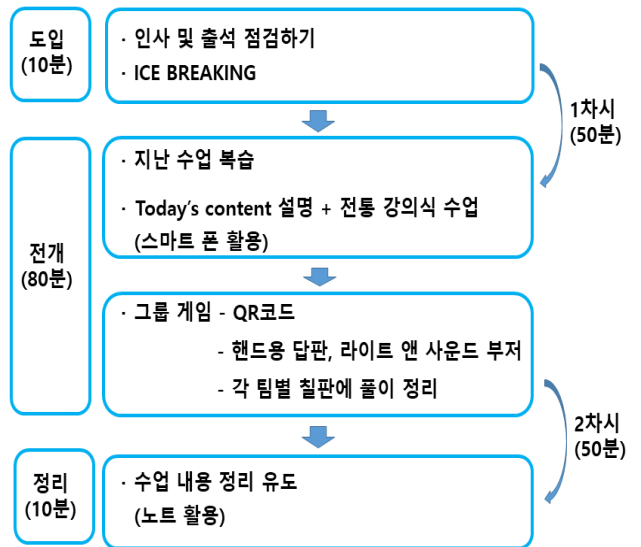 도입
(10분)
· 인사 및 출석 점검하기
· ICE BREAKING
1차시
(50분)
전개
(80분)
· 지난 수업 복습
· Today's content 설명 + 전통 강의식 수업
(스마트 폰 활용)
· 그룹 게임 - QR코드
- 핸드용 답판, 라이트 앤 사운드 부저
- 각 팀별 칠판에 풀이 정리
2차시
(50분)
정리
(10분)
· 수업 내용 정리 유도
(노트 활용)